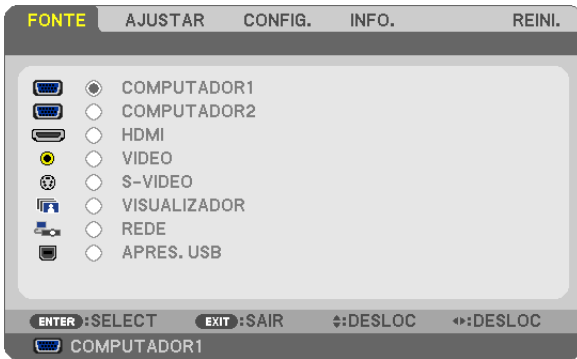 FONTE AJUSTAR CONFIG. INFO. REINI.
COMPUTADOR1
COMPUTADOR2
HDMI
VIDEO
S-VIDEO
VISUALIZADOR
REDE
APRES. USB
ENTER :SELECT EXIT :SAIR :DESLOC :DESLOC
COMPUTADOR1